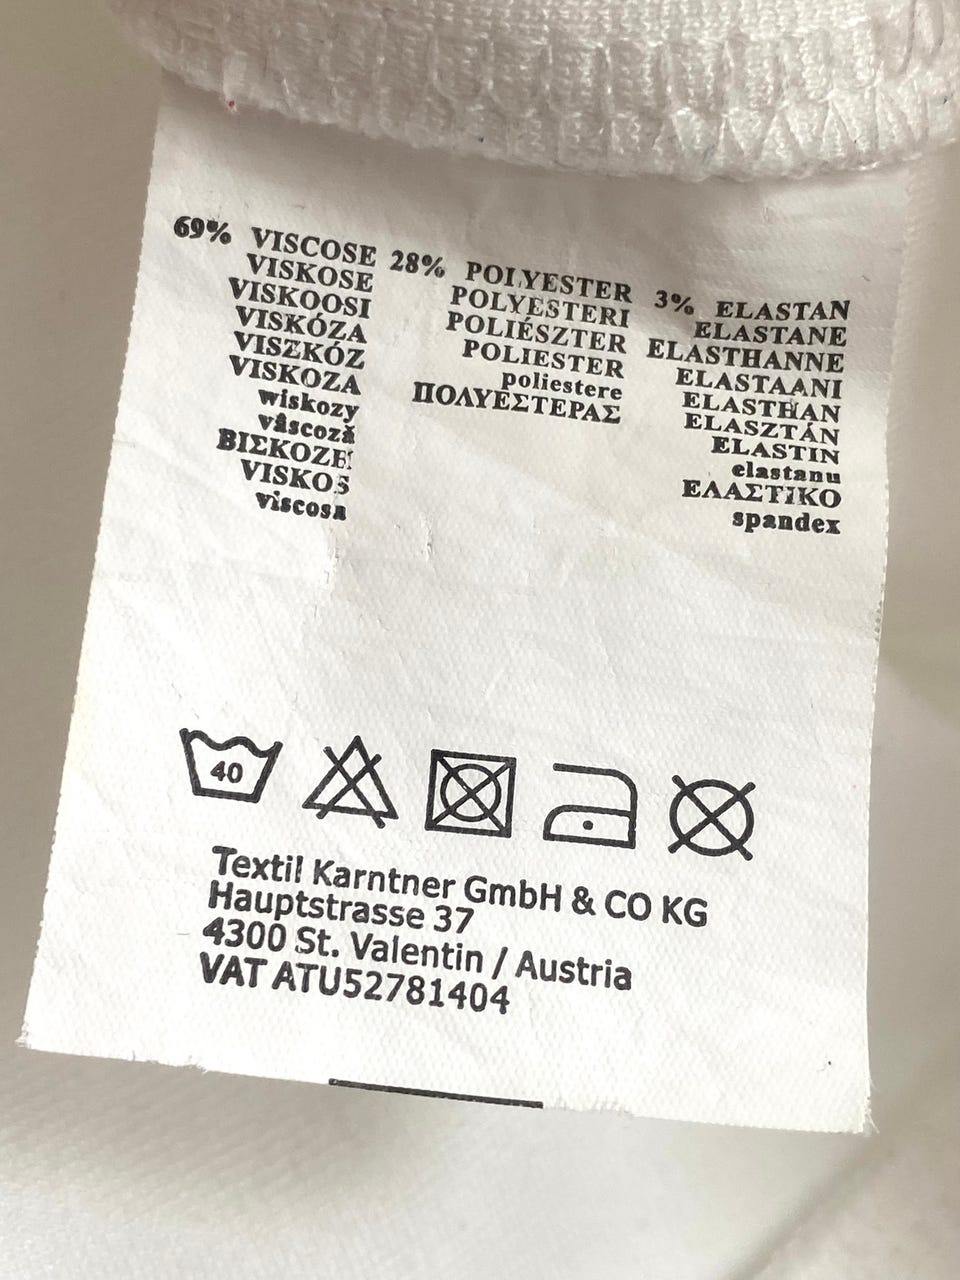 69% VISCOSE
VISKOSE
VISKOOSI
VISKÓZA
VISZKÓZ
VISKOZA
wiskozy
vâscoză
ΒΙΣΚΟΖΕΣ
VISKOS
viscosa
28% POLYESTER
POLYESTERI
POLIÉSZTER
POLIESTER
poliestere
ΠΟΛΥΕΣΤΕΡΑΣ
3% ELASTAN
ELASTANE
ELASTHANNE
ELASTAANI
ELASTHAN
ELASZTÁN
ELASTIN
elastanu
ΕΛΑΣΤΙΚΟ
spandex
40
Textil Karntner GmbH & CO KG
Hauptstrasse 37
4300 St. Valentin / Austria
VAT ATU52781404